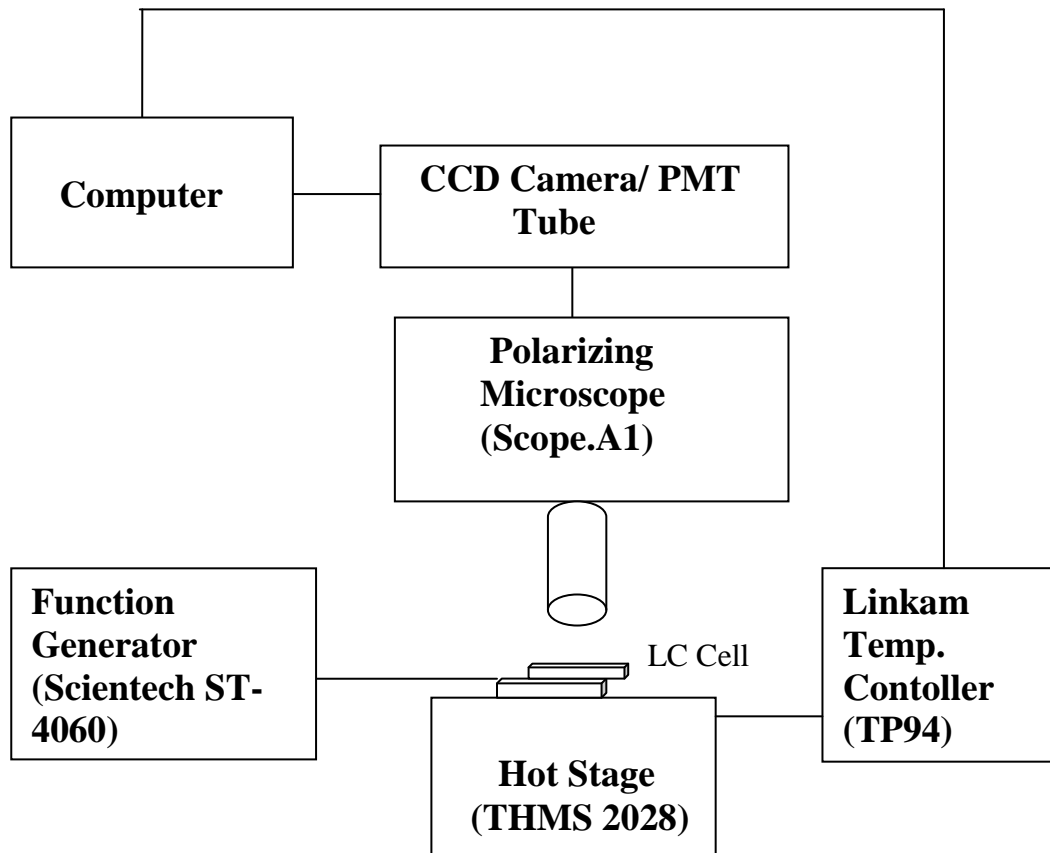 Computer
CCD Camera/ PMT
Tube
Polarizing
Microscope
(Scope.A1)
Function
Generator
(Scientech ST-
4060)
LC Cell
Linkam
Temp.
Contoller
(TP94)
Hot Stage
(THMS 2028)